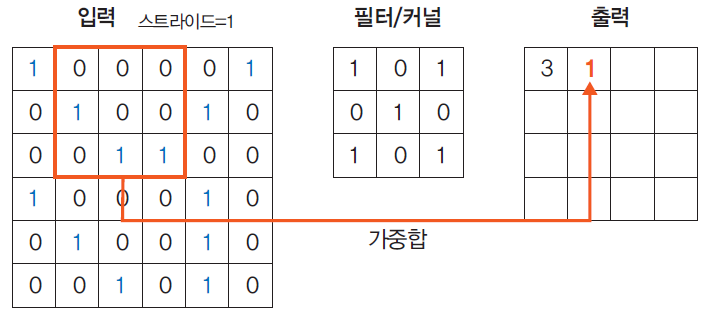 입력 스트라이드=1 필터/커널 출력
1 0 0 0 0 1 1 0 1 3 1
0 1 0 0 1 0 0 1 0
0 0 1 1 0 0 1 0 1
1 0 0 0 1 0
가중합
0 1 0 0 1 0
0 0 1 0 1 0